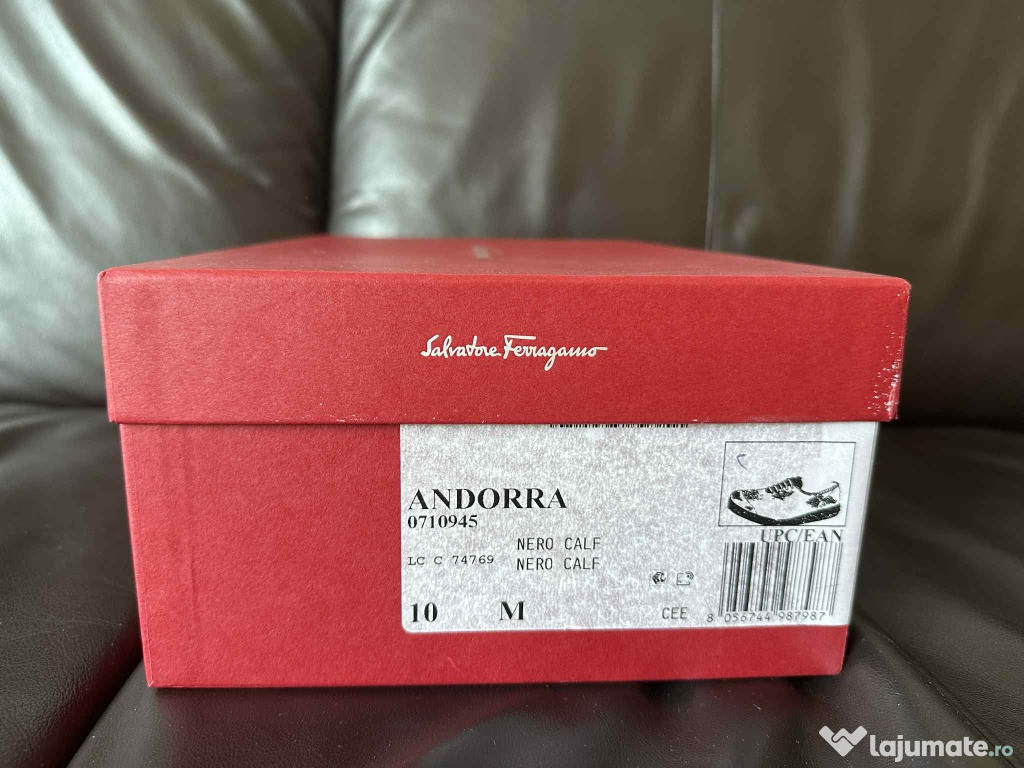 Salvatore Ferragamo
ANDORRA
0710945
NERO CALF
LC C 74769 NERO CALF
10 M
CEE
UPC/EAN
8 056744 987987
lajumate.ro